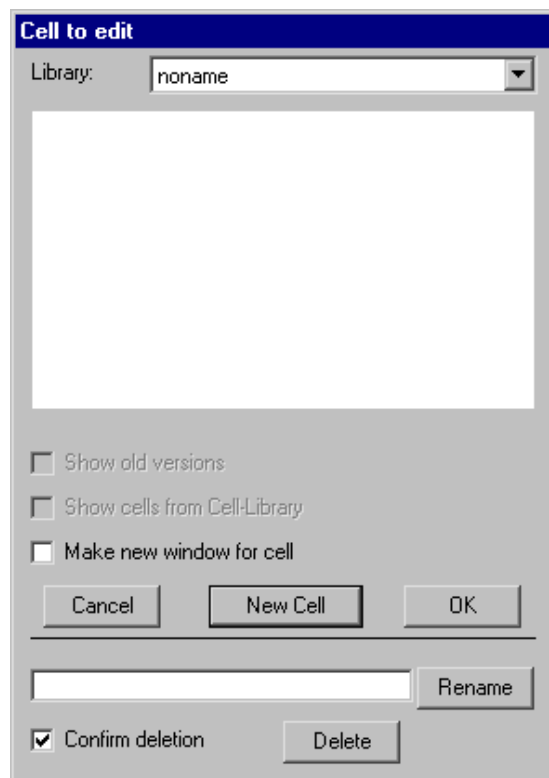 Cell to edit
Library: noname
Show old versions
Show cells from Cell-Library
Make new window for cell
Cancel New Cell OK
Rename
Confirm deletion Delete